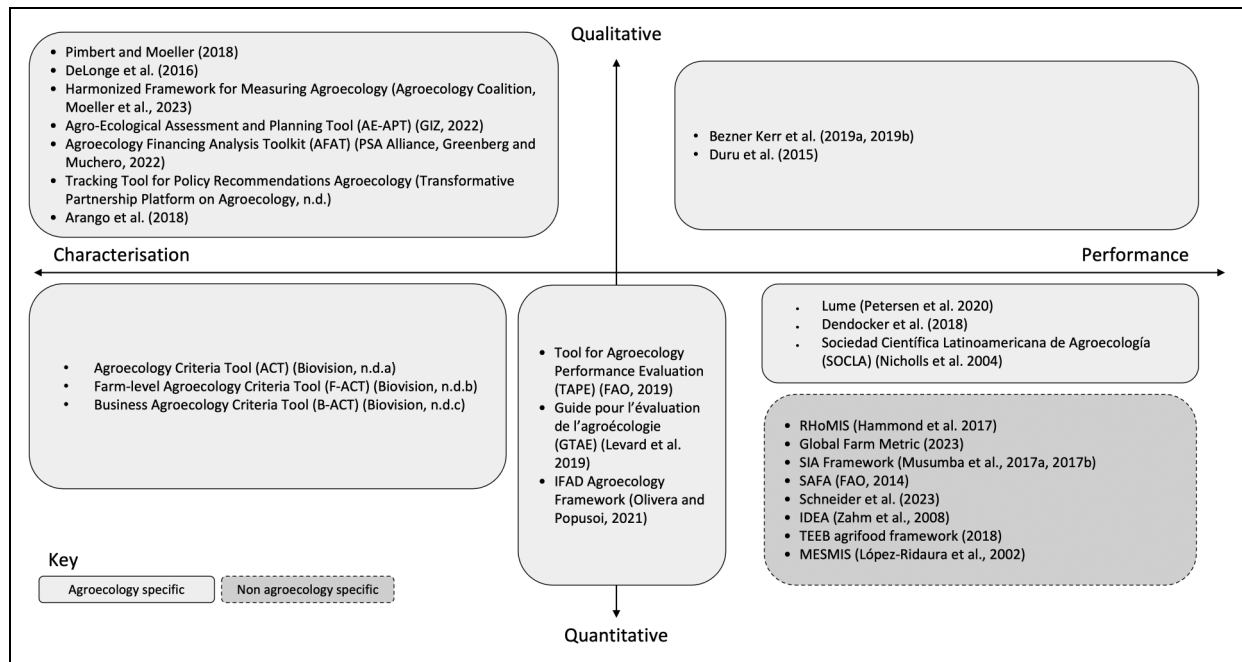 Qualitative
• Pimbert and Moeller (2018)
• DeLonge et al. (2016)
• Harmonized Framework for Measuring Agroecology (Agroecology Coalition,
Moeller et al., 2023)
• Agro-Ecological Assessment and Planning Tool (AE-APT) (GIZ, 2022)
• Agroecology Financing Analysis Toolkit (AFAT) (PSA Alliance, Greenberg and
Muchero, 2022)
• Tracking Tool for Policy Recommendations Agroecology (Transformative
Partnership Platform on Agroecology, n.d.)
• Arango et al. (2018)
• Bezner Kerr et al. (2019a, 2019b)
• Duru et al. (2015)
Characterisation
Performance
• Agroecology Criteria Tool (ACT) (Biovision, n.d.a)
• Farm-level Agroecology Criteria Tool (F-ACT) (Biovision, n.d.b)
• Business Agroecology Criteria Tool (B-ACT) (Biovision, n.d.c)
• Tool for Agroecology
Performance Evaluation
(TAPE) (FAO, 2019)
• Guide pour l’évaluation
de l’agroécologie
(GTAE) (Levard et al.
2019)
• IFAD Agroecology
Framework (Olivera and
Popusoi, 2021)
• Lume (Petersen et al. 2020)
• Dendocker et al. (2018)
• Sociedad Científica Latinoamericana de Agroecología
(SOCLA) (Nicholls et al. 2004)
• RHoMIS (Hammond et al. 2017)
• Global Farm Metric (2023)
• SIA Framework (Musumba et al., 2017a, 2017b)
• SAFA (FAO, 2014)
• Schneider et al. (2023)
• IDEA (Zahm et al., 2008)
• TEEB agrifood framework (2018)
• MESMIS (López-Ridaura et al., 2002)
Key
Agroecology specific
Non agroecology specific
Quantitative